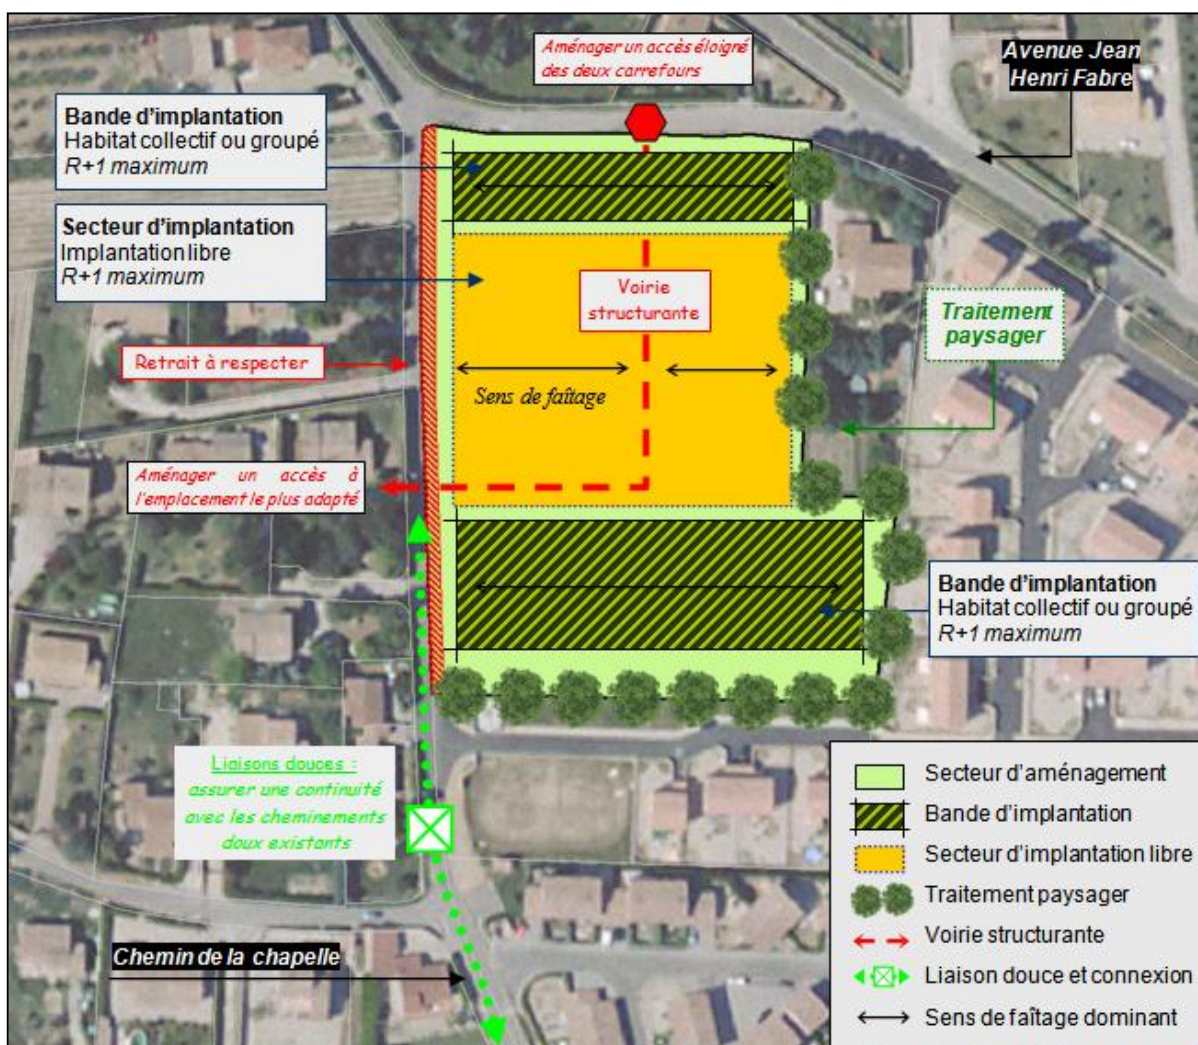 Aménager un accès éloigné
des deux carrefours
Avenue Jean
Henri Fabre
Bande d'implantation
Habitat collectif ou groupé
R+1 maximum
Secteur d'implantation
Implantation libre
R+1 maximum
Voirie
structurante
Traitement
paysager
Retrait à respecter
Sens de faîtage
Aménager un accès à
l'emplacement le plus adapté
Bande d'implantation
Habitat collectif ou groupé
R+1 maximum
Liaisons douces :
assurer une continuité
avec les cheminements
doux existants
Chemin de la chapelle
Secteur d'aménagement
Bande d'implantation
Secteur d'implantation libre
Traitement paysager
Voirie structurante
Liaison douce et connexion
Sens de faîtage dominant